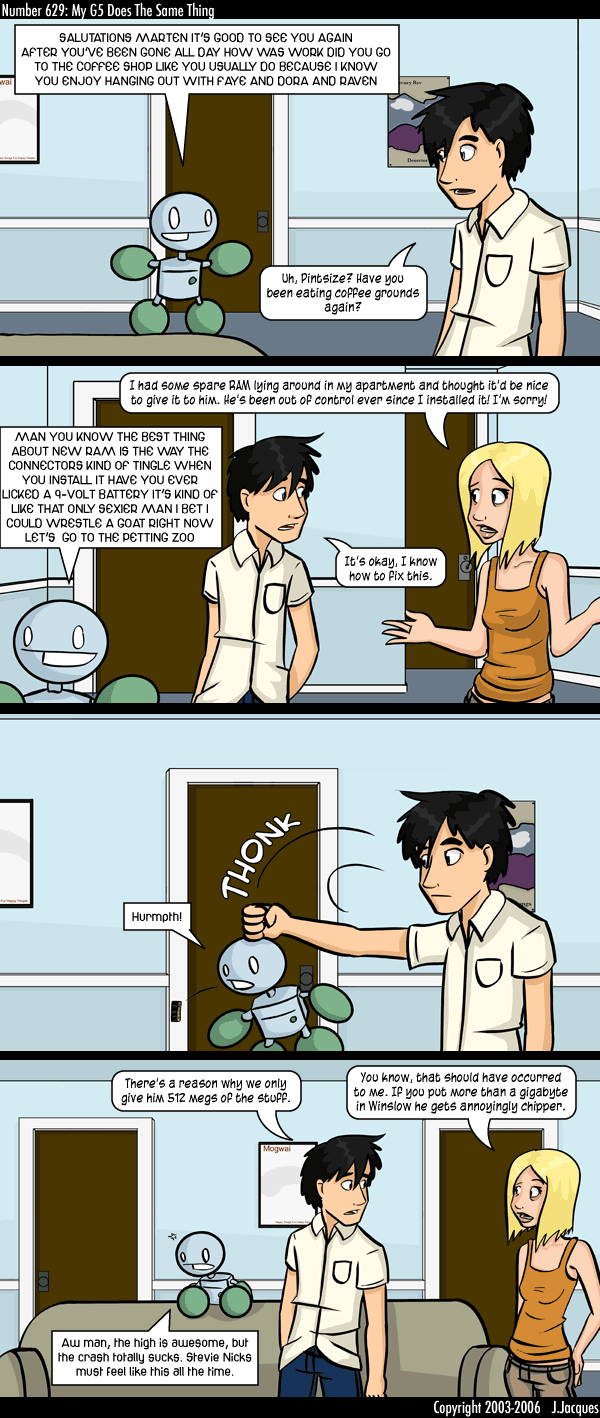 Number 629: My G5 Does The Same Thing
SALUTATIONS MARTEN IT'S GOOD TO SEE YOU AGAIN
AFTER YOU'VE BEEN GONE ALL DAY HOW WAS WORK DID YOU GO
TO THE COFFEE SHOP LIKE YOU USUALLY DO BECAUSE I KNOW
YOU ENJOY HANGING OUT WITH FAYE AND DORA AND RAVEN
Uh, Pintsize? Have you
been eating coffee grounds
again?
I had some spare RAM lying around in my apartment and thought it'd be nice
to give it to him. He's been out of control ever since I installed it! I'm sorry!
MAN YOU KNOW THE BEST THING
ABOUT NEW RAM IS THE WAY THE
CONNECTORS KIND OF TINGLE WHEN
YOU INSTALL IT HAVE YOU EVER
LICKED A 9-VOLT BATTERY IT'S KIND OF
LIKE THAT ONLY SEXIER MAN I BET I
COULD WRESTLE A GOAT RIGHT NOW
LET'S GO TO THE PETTING ZOO
It's okay, I know
how to fix this.
THONK
Hurmpth!
There's a reason why we only
give him 512 megs of the stuff.
You know, that should have occurred
to me. If you put more than a gigabyte
in Winslow he gets annoyingly chipper.
Mogwai
Aw man, the high is awesome, but
the crash totally sucks. Stevie Nicks
must feel like this all the time.
Copyright 2003-2006 J.Jacques